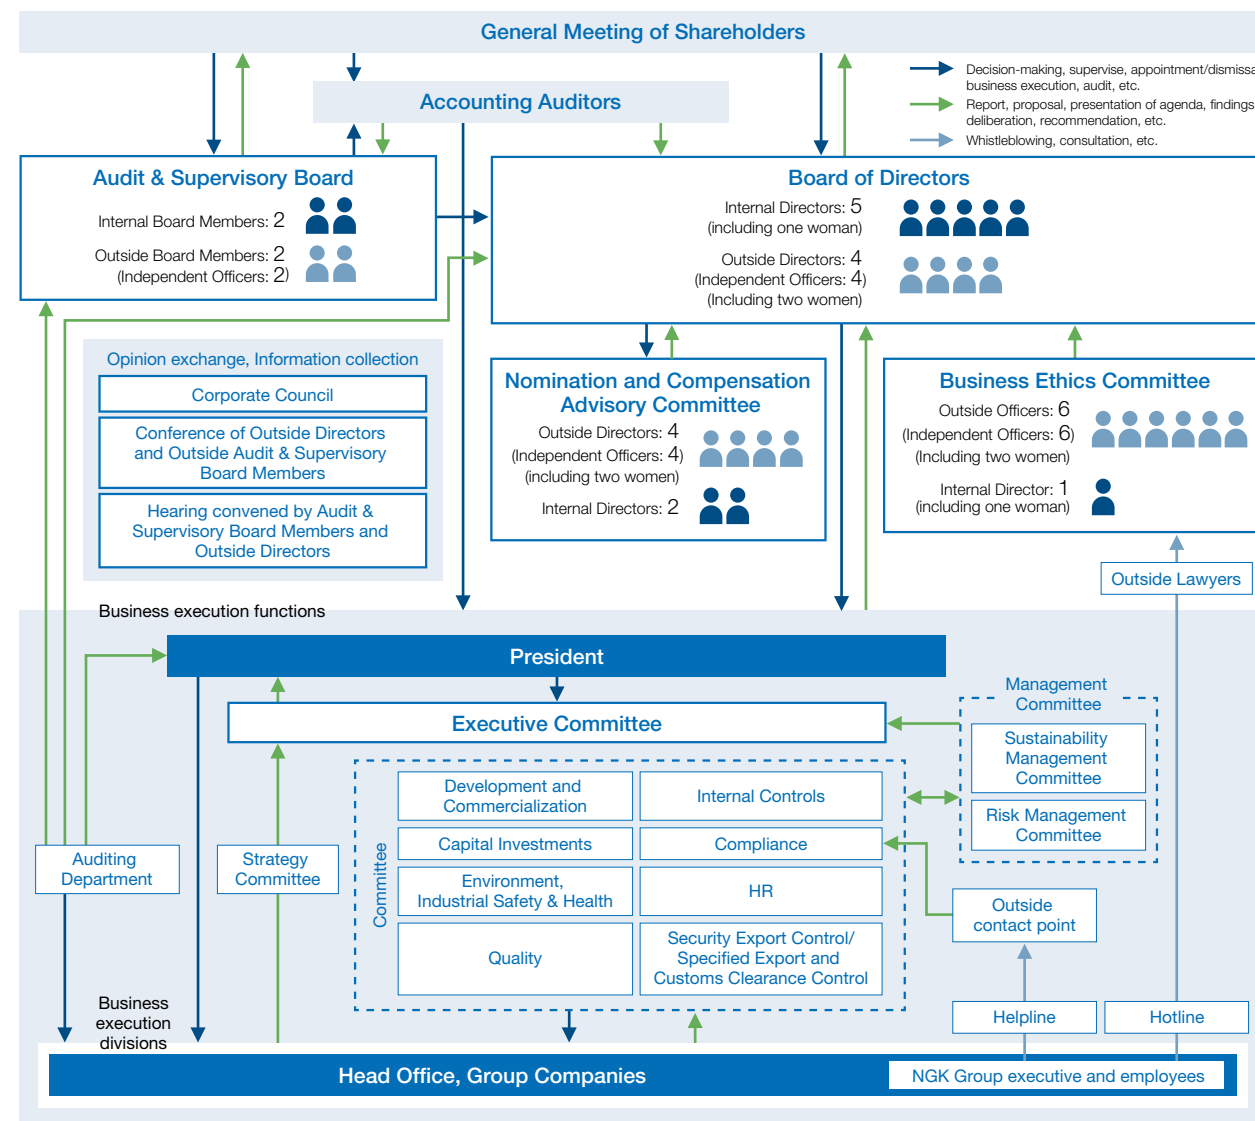 General Meeting of Shareholders
Decision-making, supervise, appointment/dismissa
business execution, audit, etc.
Report, proposal, presentation of agenda, findings
deliberation, recommendation, etc.
Whistleblowing, consultation, etc.
Accounting Auditors
Audit & Supervisory Board
Internal Board Members: 2
Outside Board Members: 2
(Independent Officers: 2)
Board of Directors
Internal Directors: 5
(including one woman)
Outside Directors: 4
(Independent Officers: 4)
(Including two women)
Opinion exchange, Information collection
Corporate Council
Conference of Outside Directors
and Outside Audit & Supervisory
Board Members
Hearing convened by Audit &
Supervisory Board Members and
Outside Directors
Nomination and Compensation
Advisory Committee
Outside Directors: 4
(Independent Officers: 4)
(including two women)
Internal Directors: 2
Business Ethics Committee
Outside Officers: 6
(Independent Officers: 6)
(Including two women)
Internal Director: 1
(including one woman)
Outside Lawyers
Business execution functions
President
Executive Committee
Management
Committee
Sustainability
Management
Committee
Risk Management
Committee
Committee
Development and
Commercialization
Internal Controls
Capital Investments
Compliance
Environment,
Industrial Safety & Health
HR
Quality
Security Export Control/
Specified Export and
Customs Clearance Control
Auditing
Department
Strategy
Committee
Outside
contact point
Helpline
Hotline
Business
execution
divisions
Head Office, Group Companies
NGK Group executive and employees